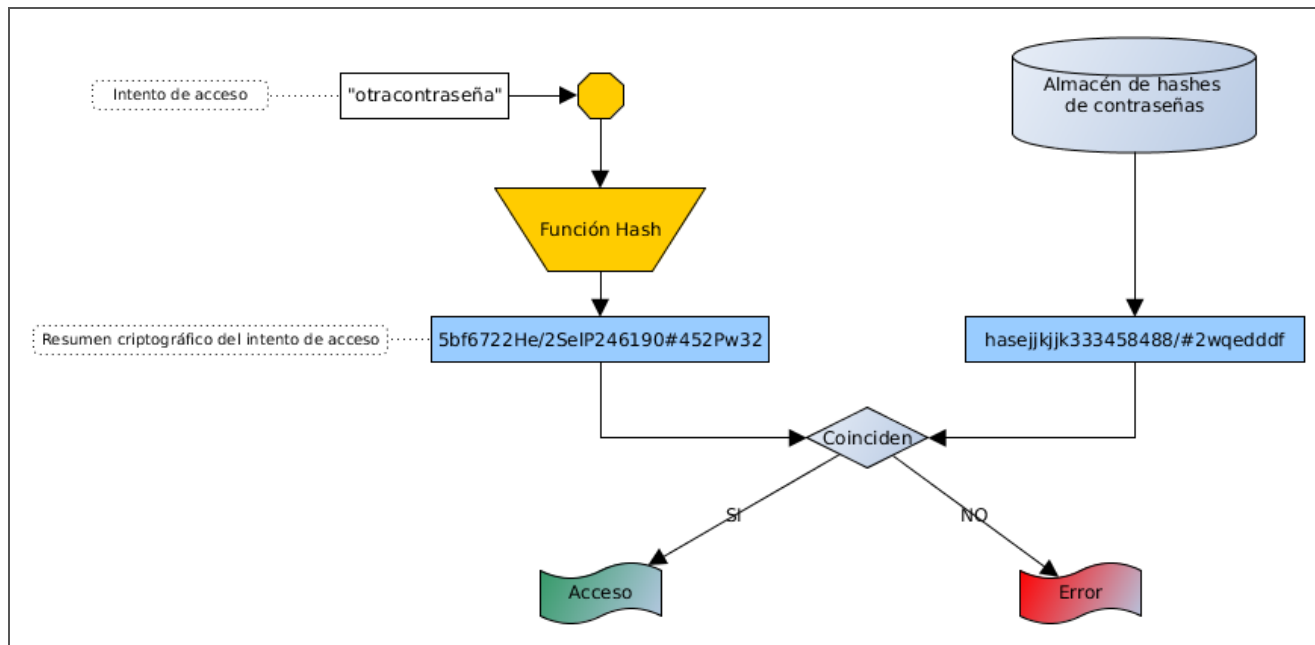 Intento de acceso
"otracontraseña"
Almacén de hashes
de contraseñas
Función Hash
Resumen criptográfico del intento de acceso
5bf6722He/2SelP246190#452Pw32
hasejjkjjk333458488/#2wqedddf
Coinciden
SI
NO
Acceso
Error